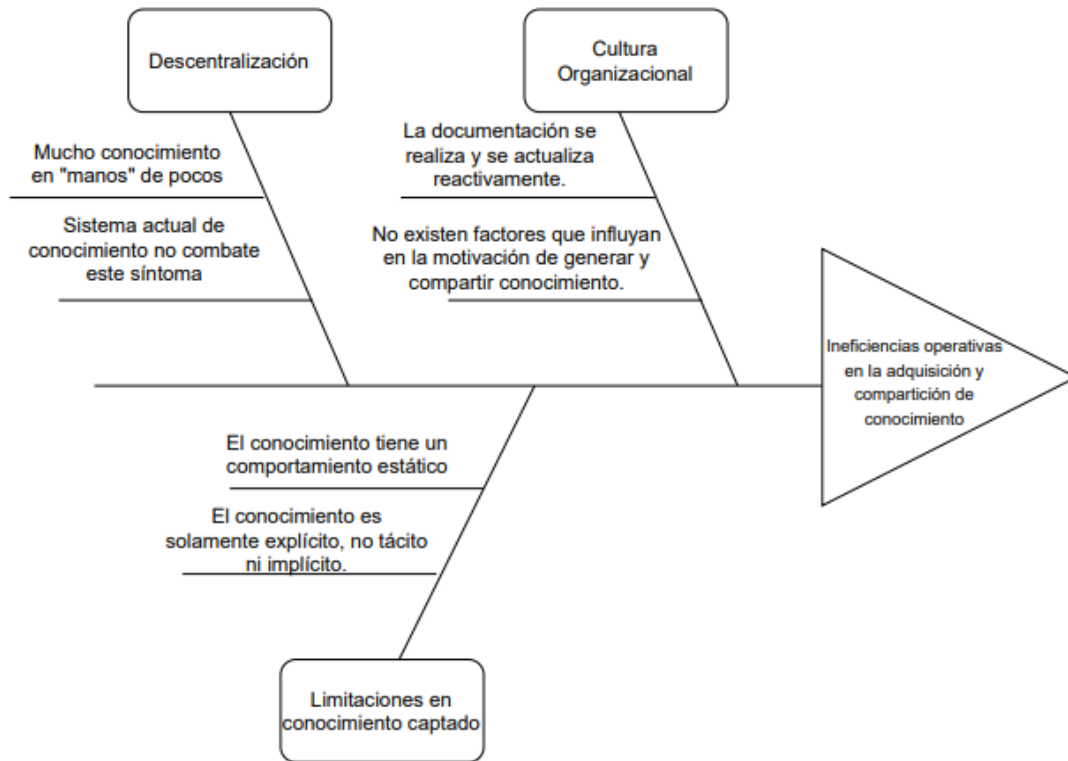 Descentralización
Cultura
Organizacional
Mucho conocimiento
en "manos" de pocos
Sistema actual de
conocimiento no combate
este síntoma
La documentación se
realiza y se actualiza
reactivamente.
No existen factores que influyan
en la motivación de generar y
compartir conocimiento.
Ineficiencias operativas
en la adquisición y
compartición de
conocimiento
El conocimiento tiene un
comportamiento estático
El conocimiento es
solamente explícito, no tácito
ni implícito.
Limitaciones en
conocimiento captado